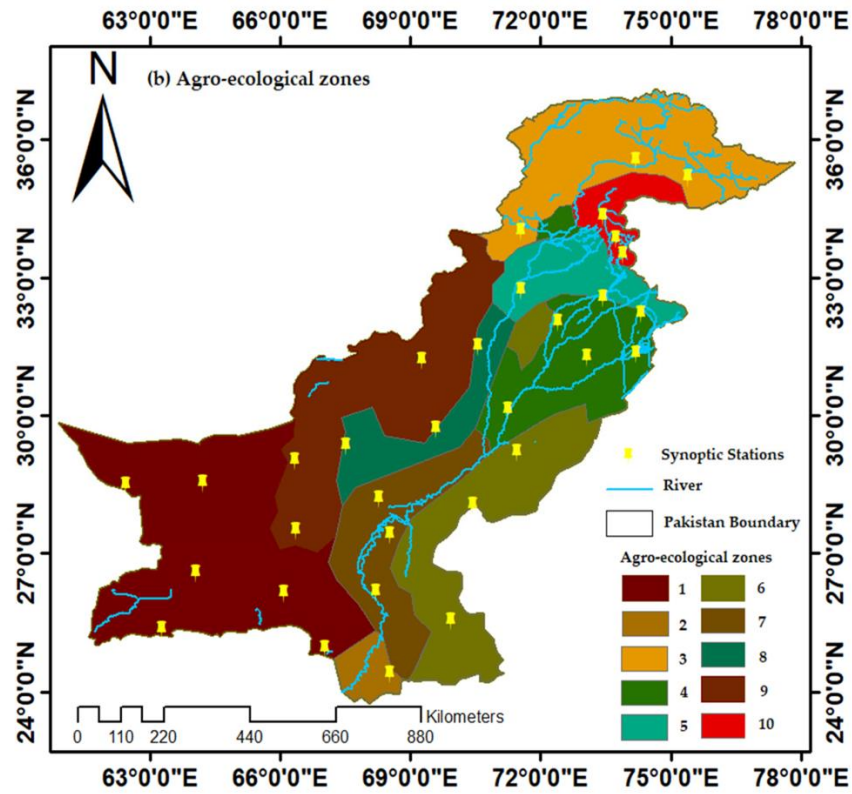 63°0'0"E 66°0'0"E 69°0'0"E 72°0'0"E 75°0'0"E 78°0'0"E
N
(b) Agro-ecological zones
36°0'0"N 36°0'0"N
33°0'0"N 33°0'0"N
30°0'0"N 30°0'0"N
27°0'0"N 27°0'0"N
24°0'0"N 24°0'0"N
Synoptic Stations
River
Pakistan Boundary
Agro-ecological zones
1 6
2 7
3 8
4 9
5 10
Kilometers
0 110 220 440 660 880
63°0'0"E 66°0'0"E 69°0'0"E 72°0'0"E 75°0'0"E 78°0'0"E